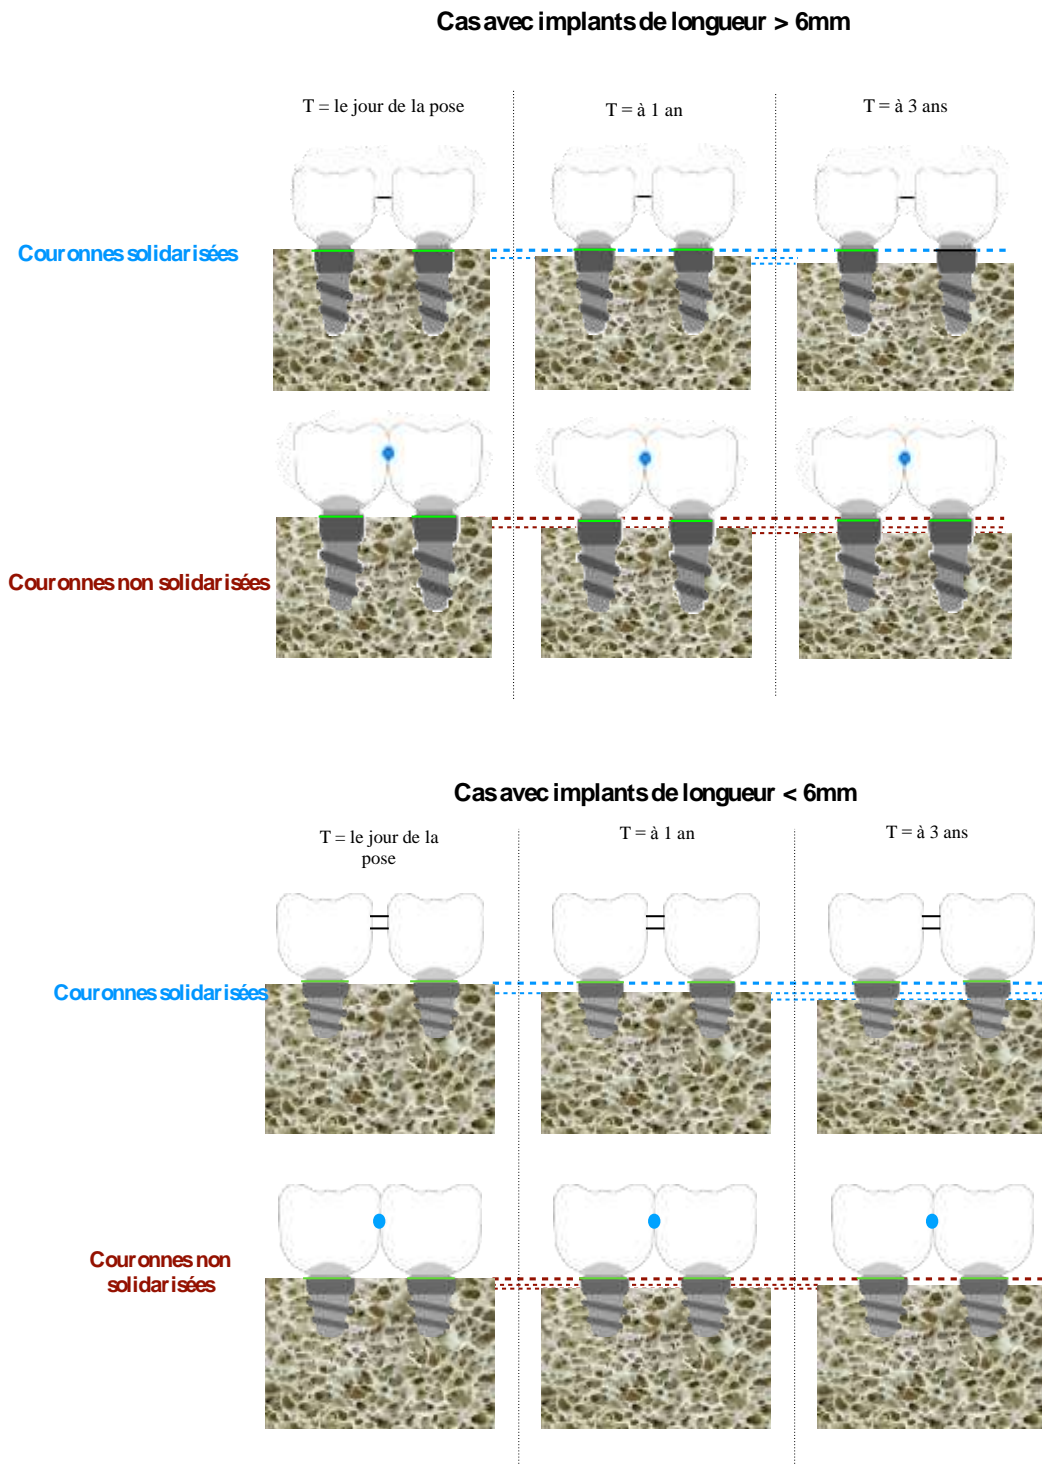 Cas avec implants de longueur > 6mm
T = le jour de la pose
T = à 1 an
T = à 3 ans
Couronnes solidarisées
Couronnes non solidarisées
Cas avec implants de longueur < 6mm
T = le jour de la
pose
T = à 1 an
T = à 3 ans
Couronnes solidarisées
Couronnes non
solidarisées